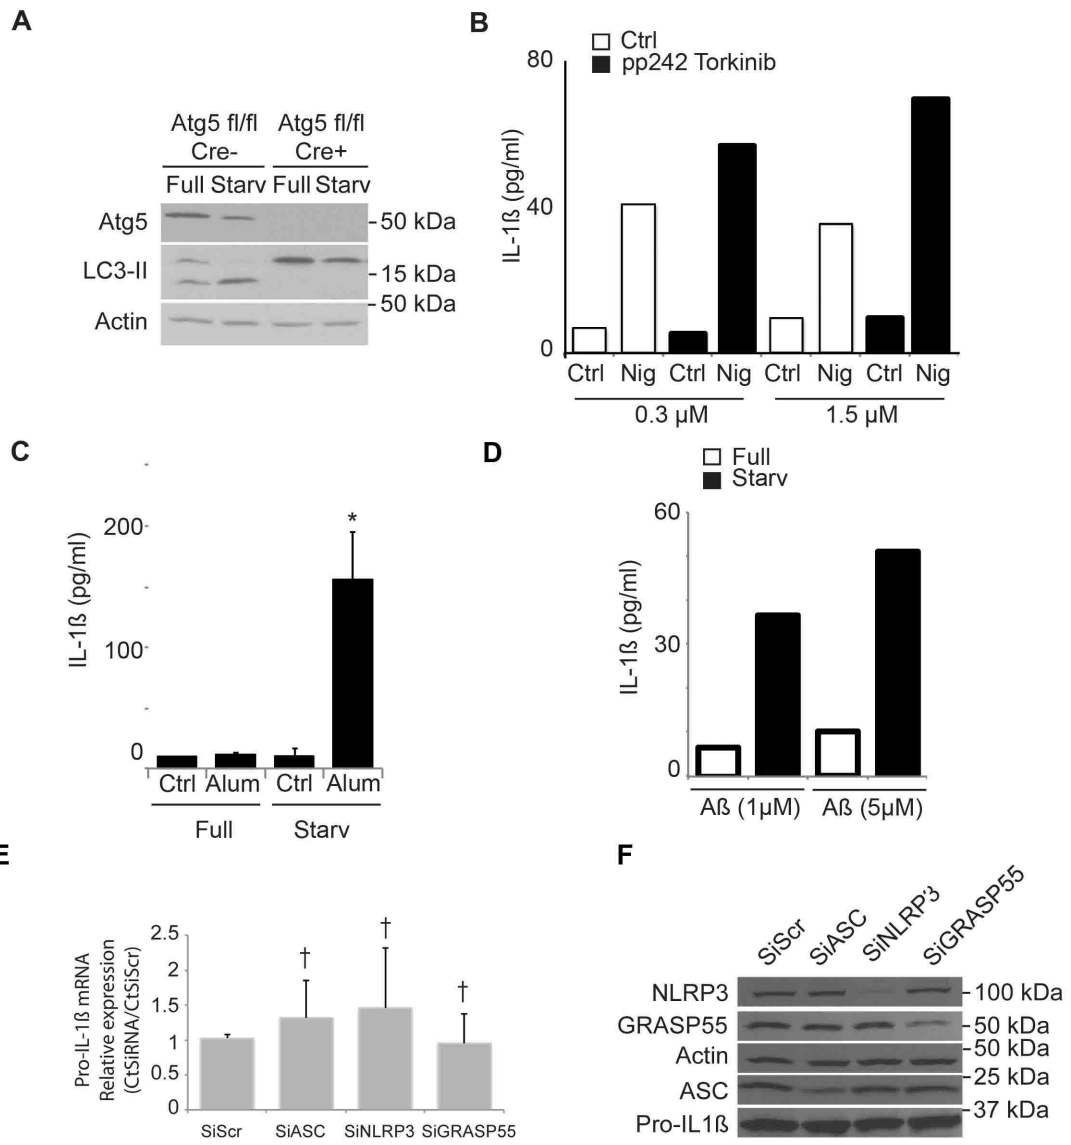 A
Atg5 fl/fl Atg5 fl/fl
Cre- Cre+
Full Starv Full Starv
Atg5 -50 kDa
LC3-II -15 kDa
-50 kDa
Actin
B
Ctrl
pp242 Torkinib
80
40
0
IL-1ß (pg/ml)
Ctrl Nig Ctrl Nig Ctrl Nig Ctrl Nig
0.3 µM 1.5 µM
C
200
100
0
IL-1ß (pg/ml)
*
Ctrl Alum Ctrl Alum
Full Starv
D
Full
Starv
60
30
0
IL-1ß (pg/ml)
Aß (1µM) Aß (5µM)
E
Pro-IL-1ß mRNA
Relative expression
(CtSiRNA/CtSiScr)
2.5
2
1.5
1
0.5
0
† † †
SiScr SiASC SiNLRP3 SiGRASP55
F
SiScr SiASC SiNLRP3 SiGRASP55
NLRP3 -100 kDa
GRASP55 -50 kDa
Actin -50 kDa
ASC -25 kDa
-37 kDa
Pro-IL1ß